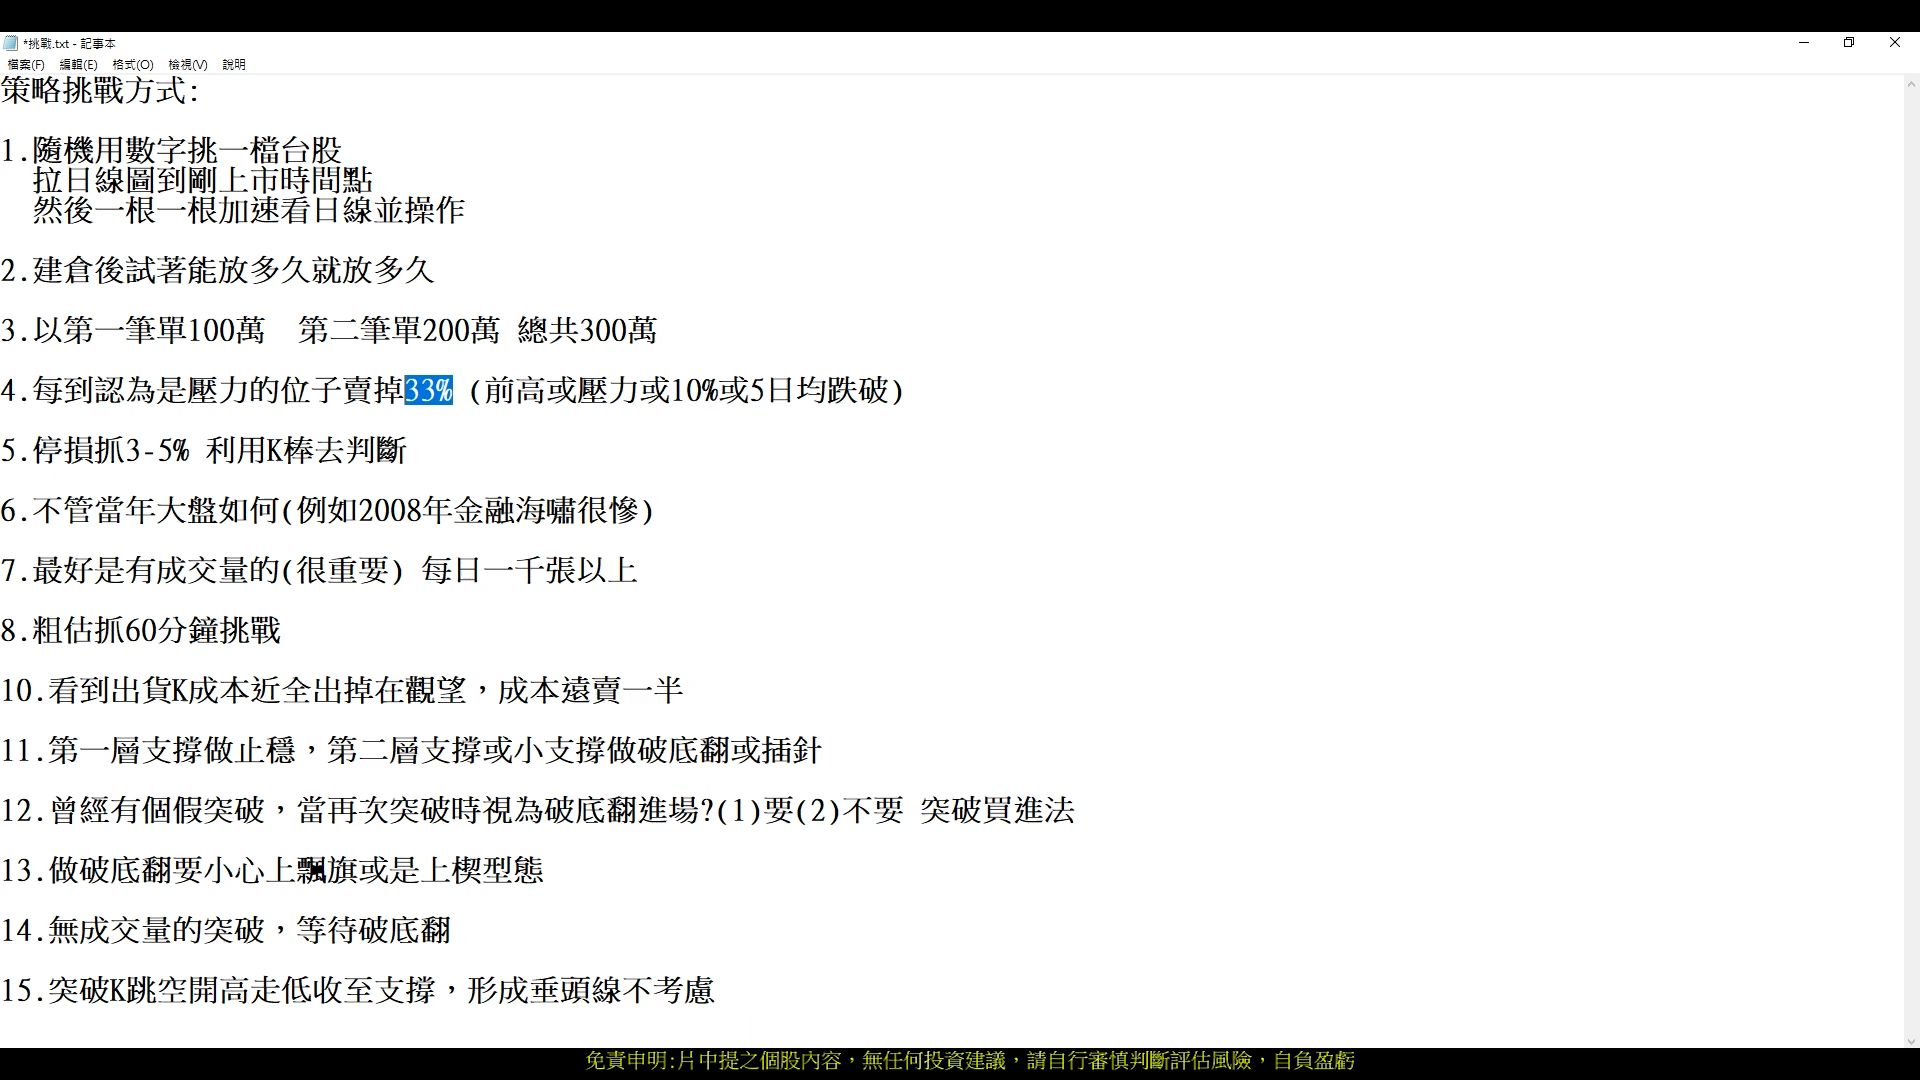 *挑戰.txt - 記事本
檔案(F) 編輯(E) 格式(O) 檢視(V) 說明
策略挑戰方式:
1.隨機用數字挑一檔台股
拉日線圖到剛上市時間點
然後一根一根加速看日線並操作
2.建倉後試著能放多久就放多久
3.以第一筆單100萬 第二筆單200萬 總共300萬
4.每到認為是壓力的位子賣掉33% (前高或壓力或10%或5日均跌破)
5.停損抓3-5% 利用K棒去判斷
6.不管當年大盤如何(例如2008年金融海嘯很慘)
7.最好是有成交量的(很重要) 每日一千張以上
8.粗估抓60分鐘挑戰
10.看到出貨K成本近全出掉在觀望，成本遠賣一半
11.第一層支撐做止穩，第二層支撐或小支撐做破底翻或插針
12.曾經有個假突破，當再次突破時視為破底翻進場?(1)要(2)不要 突破買進法
13.做破底翻要小心上飄旗或是上楔型態
14.無成交量的突破，等待破底翻
15.突破K跳空開高走低收至支撐，形成垂頭線不考慮
免責申明:片中提之個股內容，無任何投資建議，請自行審慎判斷評估風險，自負盈虧